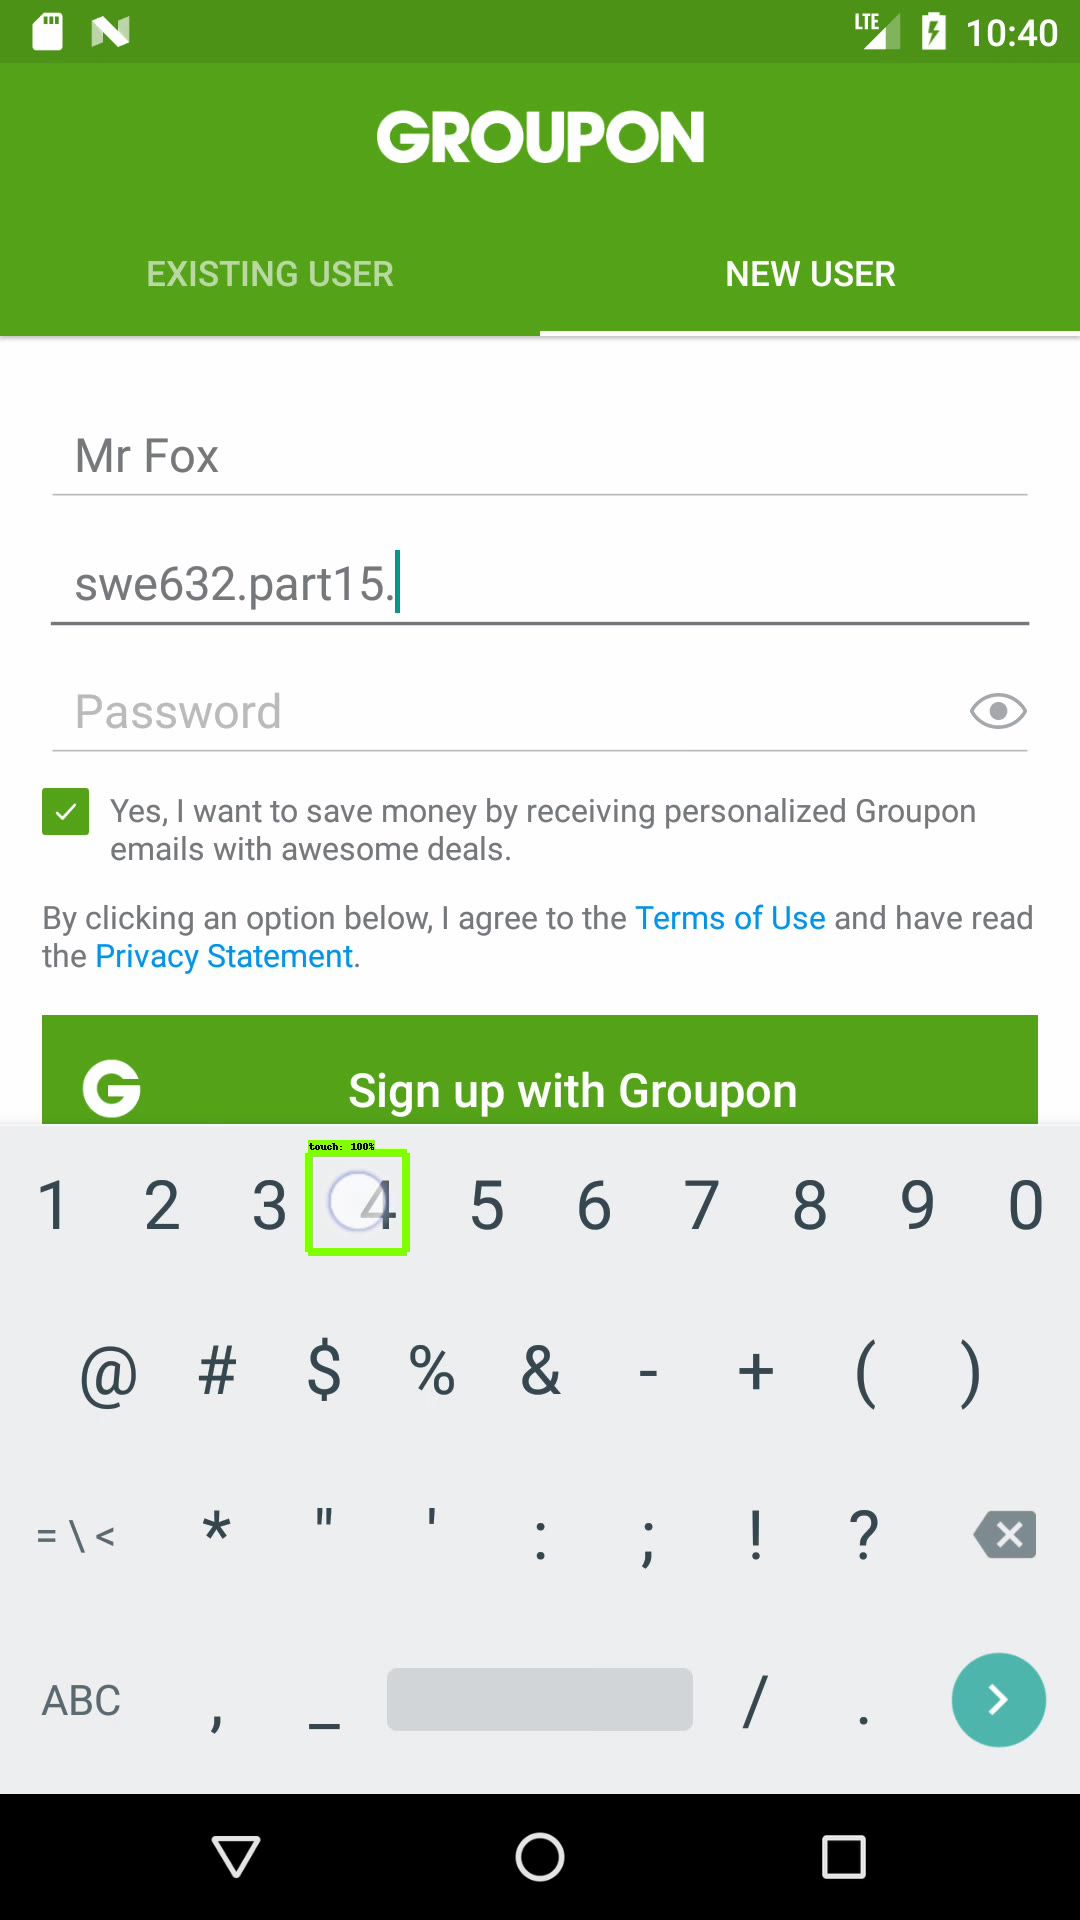 LTE 10:40
GROUPON
EXISTING USER NEW USER
Mr Fox
swe632.part15.
Password
Yes, I want to save money by receiving personalized Groupon
emails with awesome deals.
By clicking an option below, I agree to the Terms of Use and have read
the Privacy Statement.
G Sign up with Groupon
touch: 100%
1 2 3 4 5 6 7 8 9 0
@ # $ % & - + ( )
= \ < * " ' : ; ! ?
ABC , _ / .